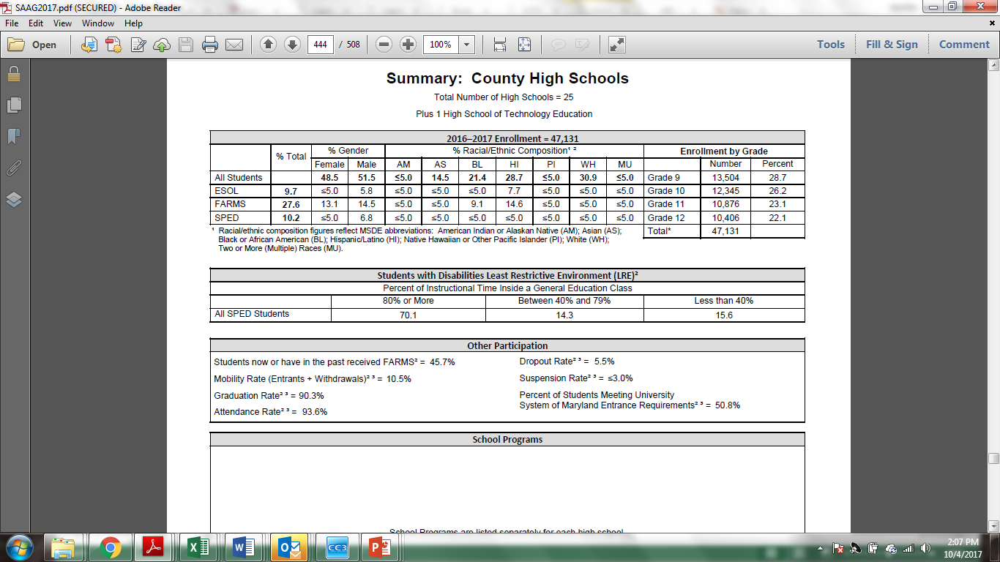 SAAG2017.pdf (SECURED) - Adobe Reader
File Edit View Window Help
Open 444 / 508 100% Tools Fill & Sign Comment
Summary: County High Schools
Total Number of High Schools = 25
Plus 1 High School of Technology Education
2016–2017 Enrollment = 47,131
% Total % Gender % Racial/Ethnic Composition¹ ² Enrollment by Grade
Female Male AM AS BL HI PI WH MU Number Percent
All Students 48.5 51.5 ≤5.0 14.5 21.4 28.7 ≤5.0 30.9 ≤5.0 Grade 9 13,504 28.7
ESOL 9.7 ≤5.0 5.8 ≤5.0 ≤5.0 ≤5.0 7.7 ≤5.0 ≤5.0 ≤5.0 Grade 10 12,345 26.2
FARMS 27.6 13.1 14.5 ≤5.0 ≤5.0 9.1 14.6 ≤5.0 ≤5.0 ≤5.0 Grade 11 10,876 23.1
SPED 10.2 ≤5.0 6.8 ≤5.0 ≤5.0 ≤5.0 ≤5.0 ≤5.0 ≤5.0 ≤5.0 Grade 12 10,406 22.1
Total* 47,131
¹ Racial/ethnic composition figures reflect MSDE abbreviations: American Indian or Alaskan Native (AM); Asian (AS);
Black or African American (BL); Hispanic/Latino (HI); Native Hawaiian or Other Pacific Islander (PI); White (WH);
Two or More (Multiple) Races (MU).
Students with Disabilities Least Restrictive Environment (LRE)²
Percent of Instructional Time Inside a General Education Class
80% or More Between 40% and 79% Less than 40%
All SPED Students 70.1 14.3 15.6
Other Participation
Students now or have in the past received FARMS² = 45.7%
Mobility Rate (Entrants + Withdrawals)² ³ = 10.5%
Graduation Rate² ³ = 90.3%
Attendance Rate² ³ = 93.6%
Dropout Rate² ³ = 5.5%
Suspension Rate² ³ = ≤3.0%
Percent of Students Meeting University
System of Maryland Entrance Requirements² ³ = 50.8%
School Programs
School Programs are listed separately for each high school
CC3
2:07 PM
10/4/2017